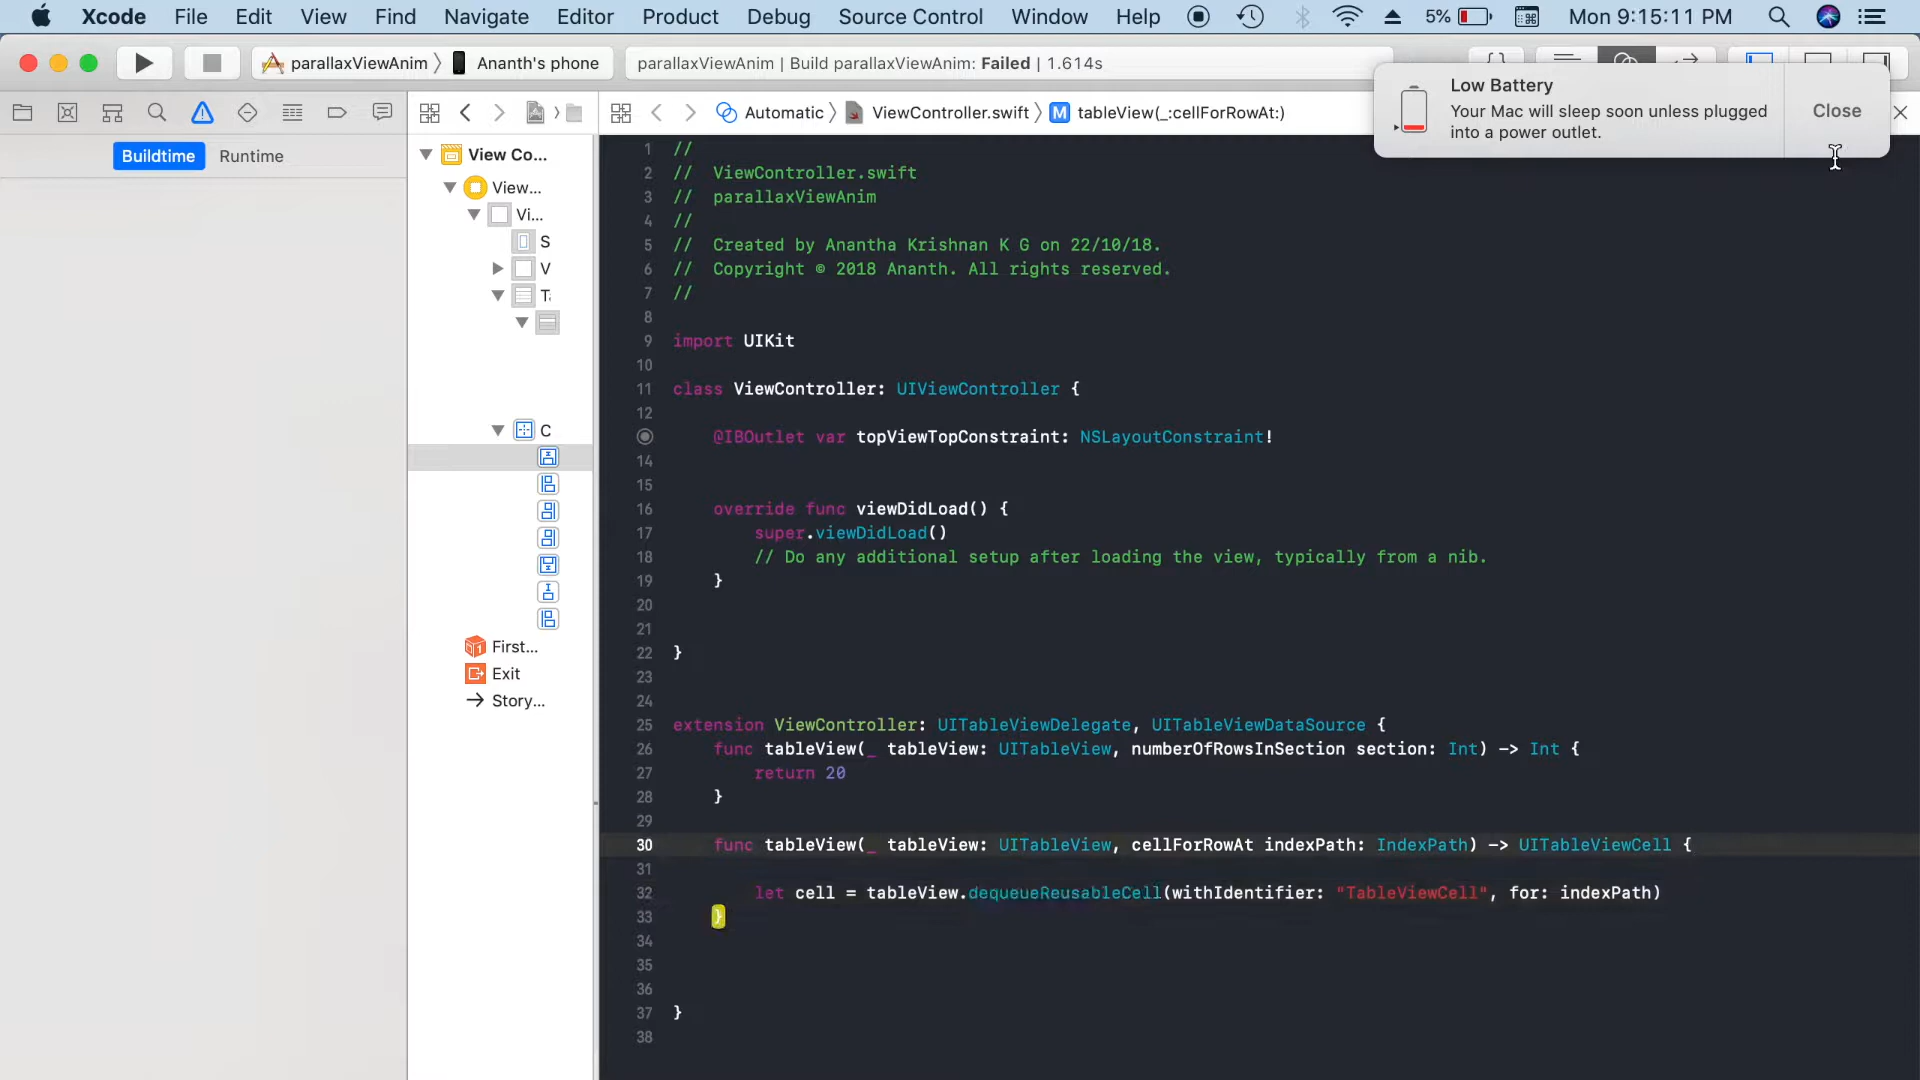 Xcode File Edit View Find Navigate Editor Product Debug Source Control Window Help 5% Mon 9:15:11 PM
parallaxViewAnim Ananth's phone parallaxViewAnim | Build parallaxViewAnim: Failed | 1.614s
Low Battery
Your Mac will sleep soon unless plugged
into a power outlet.
Close
Automatic ViewController.swift M tableView(_:cellForRowAt:)
Buildtime Runtime
View Co...
View...
Vi...
S
V
T
C
First...
Exit
Story...
1 //
2 // ViewController.swift
3 // parallaxViewAnim
4 //
5 // Created by Anantha Krishnan K G on 22/10/18.
6 // Copyright © 2018 Ananth. All rights reserved.
7 //
8
9 import UIKit
10
11 class ViewController: UIViewController {
12
@IBOutlet var topViewTopConstraint: NSLayoutConstraint!
14
15
16 override func viewDidLoad() {
17 super.viewDidLoad()
18 // Do any additional setup after loading the view, typically from a nib.
19 }
20
21
22 }
23
24
25 extension ViewController: UITableViewDelegate, UITableViewDataSource {
26 func tableView(_ tableView: UITableView, numberOfRowsInSection section: Int) -> Int {
27 return 20
28 }
29
30 func tableView(_ tableView: UITableView, cellForRowAt indexPath: IndexPath) -> UITableViewCell {
31
32 let cell = tableView.dequeueReusableCell(withIdentifier: "TableViewCell", for: indexPath)
33 }
34
35
36
37 }
38